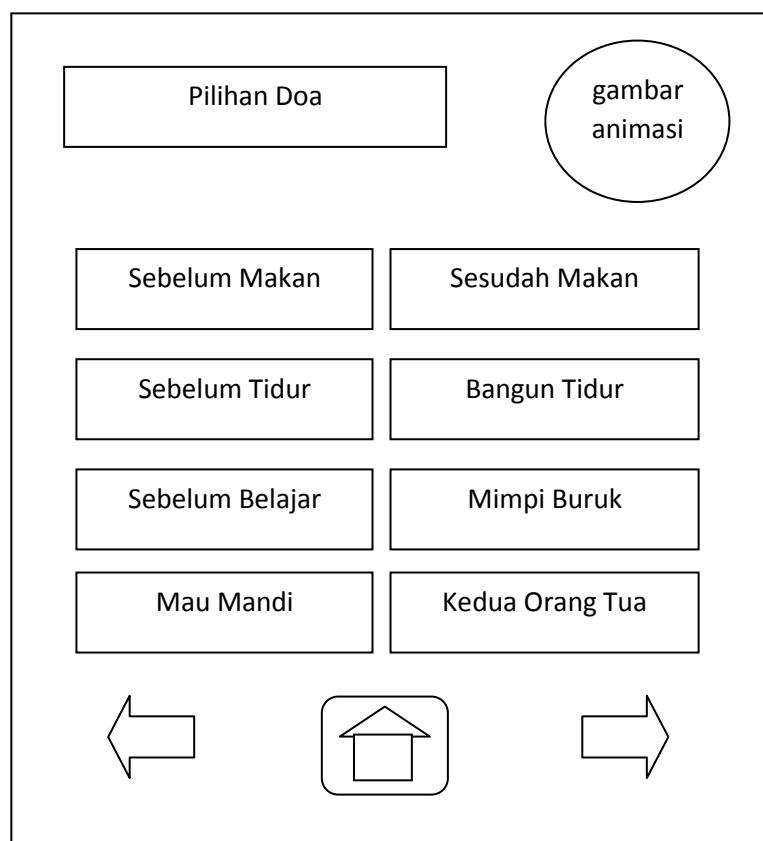 Pilihan Doa
gambar
animasi
Sebelum Makan
Sesudah Makan
Sebelum Tidur
Bangun Tidur
Sebelum Belajar
Mimpi Buruk
Mau Mandi
Kedua Orang Tua